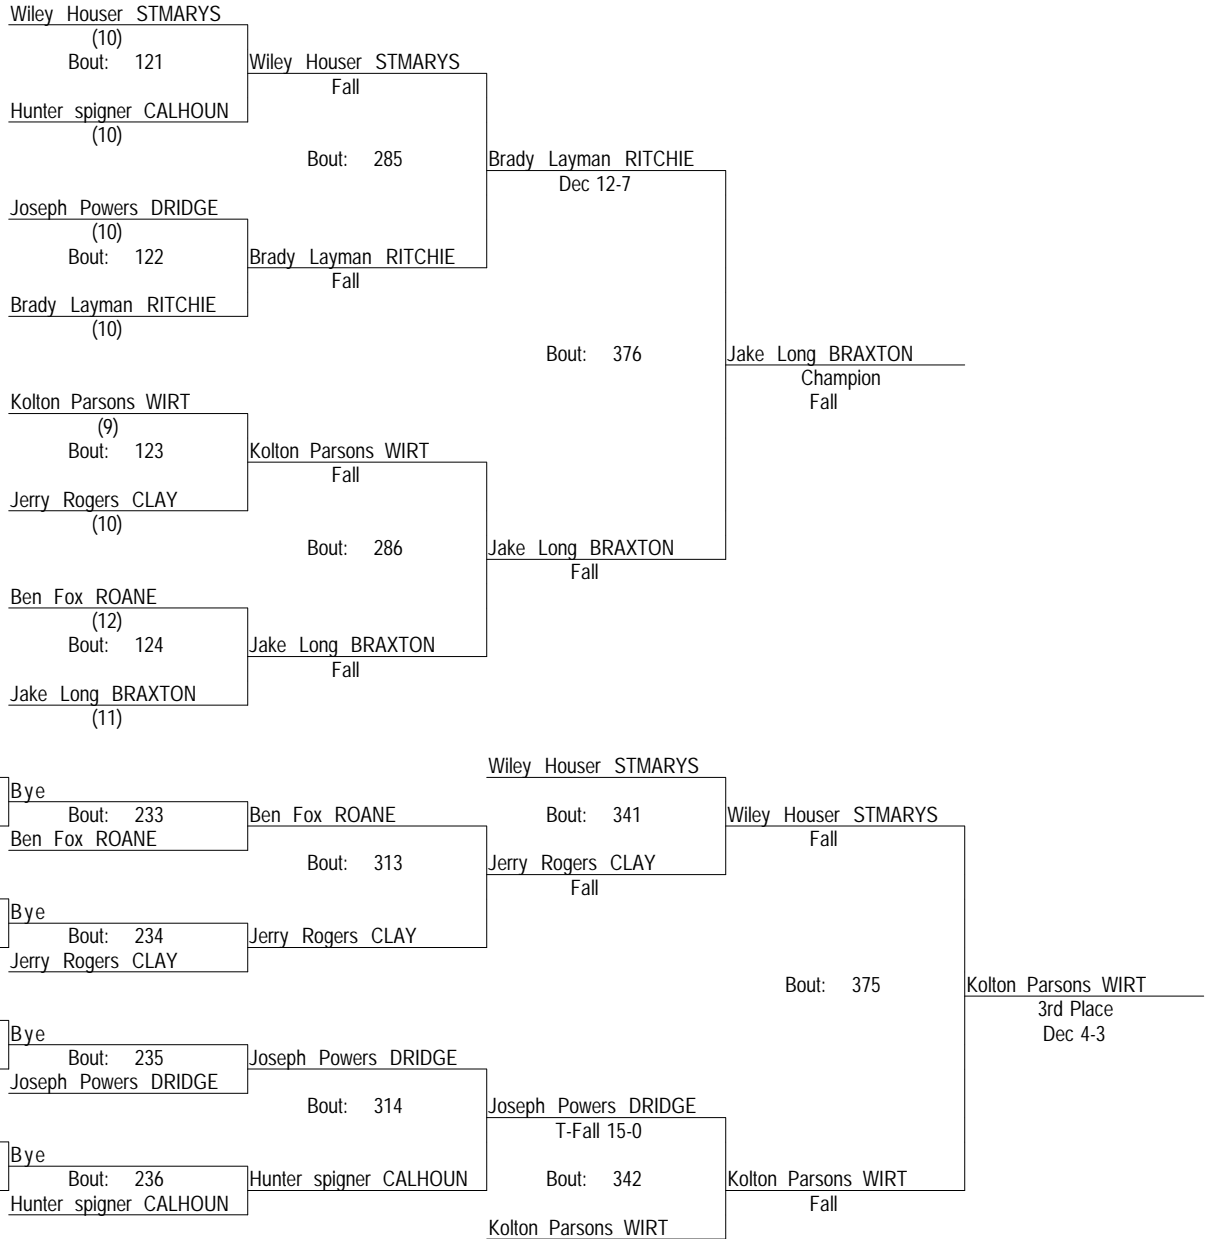 Wiley Houser STMARYS
(10)
Bout: 121
Wiley Houser STMARYS
Fall
Hunter spigner CALHOUN
(10)
Bout: 285
Brady Layman RITCHIE
Dec 12-7
Joseph Powers DRIDGE
(10)
Bout: 122
Brady Layman RITCHIE
Fall
Brady Layman RITCHIE
(10)
Bout: 376
Jake Long BRAXTON
Champion
Fall
Kolton Parsons WIRT
(9)
Bout: 123
Kolton Parsons WIRT
Fall
Jerry Rogers CLAY
(10)
Bout: 286
Jake Long BRAXTON
Fall
Ben Fox ROANE
(12)
Bout: 124
Jake Long BRAXTON
Fall
Jake Long BRAXTON
(11)
Wiley Houser STMARYS
Bye
Bout: 233
Ben Fox ROANE
Bout: 341
Wiley Houser STMARYS
Fall
Ben Fox ROANE
Bout: 313
Jerry Rogers CLAY
Fall
Bye
Bout: 234
Jerry Rogers CLAY
Jerry Rogers CLAY
Bout: 375
Kolton Parsons WIRT
3rd Place
Dec 4-3
Bye
Bout: 235
Joseph Powers DRIDGE
Joseph Powers DRIDGE
Bout: 314
Joseph Powers DRIDGE
T-Fall 15-0
Bye
Bout: 236
Hunter spigner CALHOUN
Bout: 342
Kolton Parsons WIRT
Fall
Hunter spigner CALHOUN
Kolton Parsons WIRT